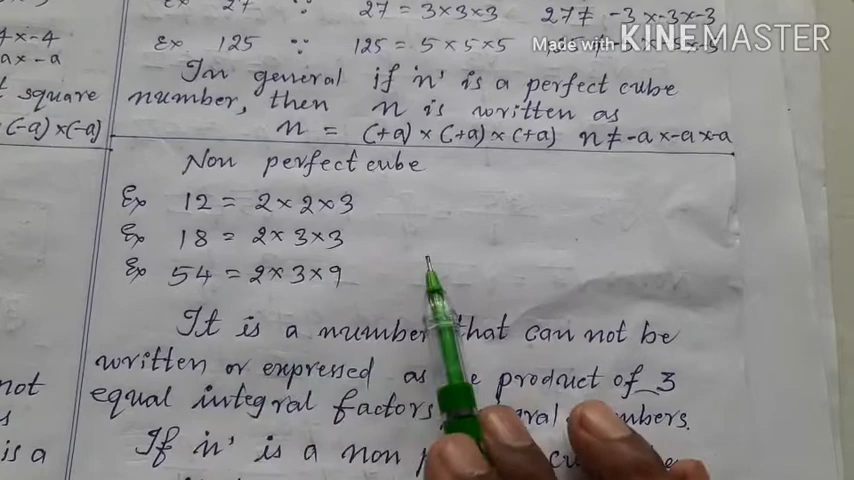 Ex 27 ∵ 27 = 3×3×3 27 ≠ -3×-3×-3
4×-4
Ex 125 ∵ 125 = 5×5×5
Made with KINEMASTER
a×-a
In general if 'n' is a perfect cube
square
number, then n is written as
(-a)×(-a)
n = (+a)×(+a)×(+a) n≠-a×-a×-a
Non perfect cube
Ex 12 = 2×2×3
Ex 18 = 2×3×3
Ex 54 = 2×3×9
It is a number that can not be
written or expressed as product of 3
not
equal integral factors
is a
If 'n' is a non